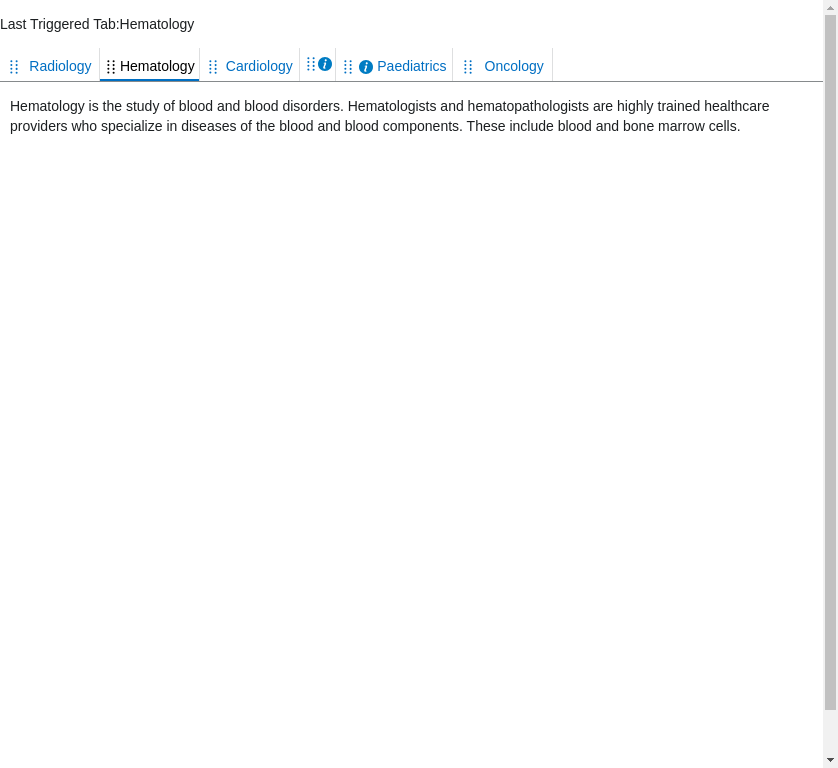 Last Triggered Tab:Hematology
Radiology Hematology Cardiology Paediatrics Oncology
Hematology is the study of blood and blood disorders. Hematologists and hematopathologists are highly trained healthcare
providers who specialize in diseases of the blood and blood components. These include blood and bone marrow cells.